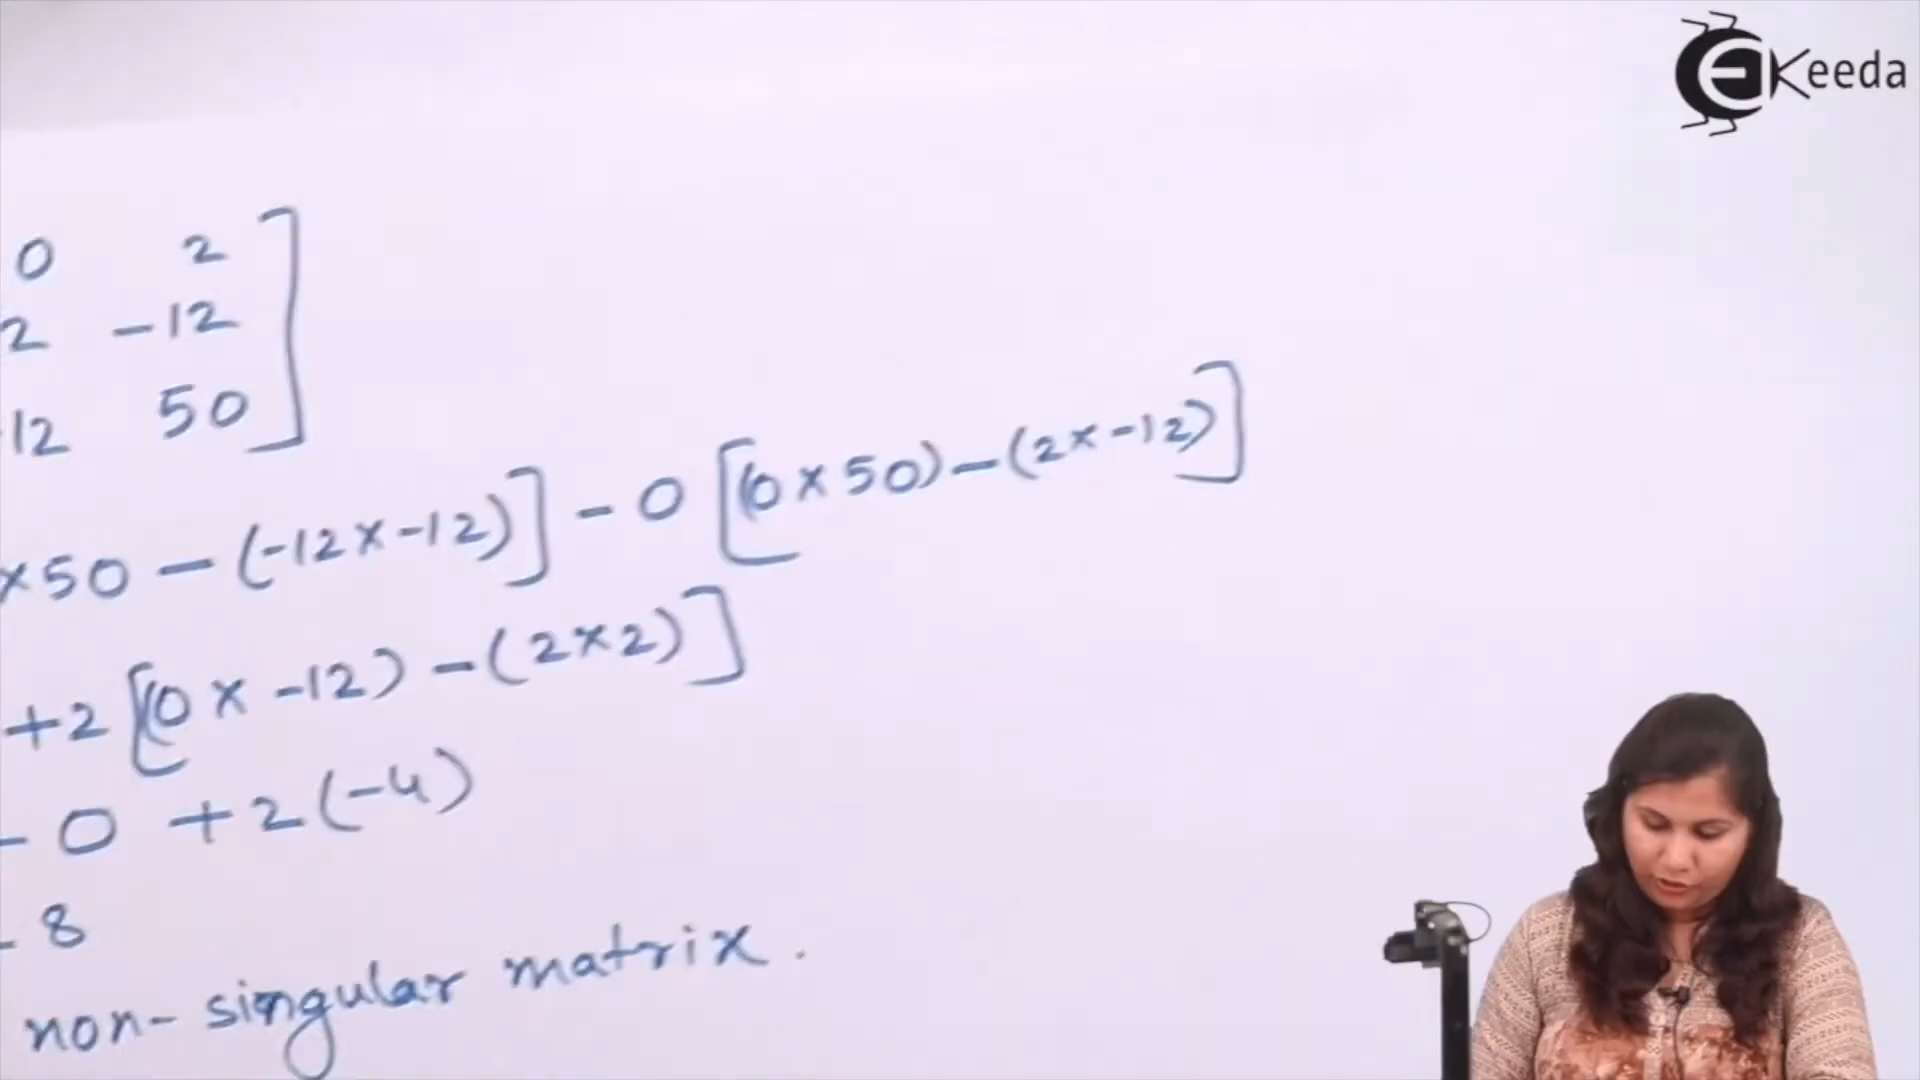 EKeeda
0 2
2 -12
12 50
×50 - (-12×-12)] - 0 [(0×50) - (2×-12)]
+2 [(0× -12) - (2×2)]
- 0 +2(-4)
- 8
non-singular matrix.